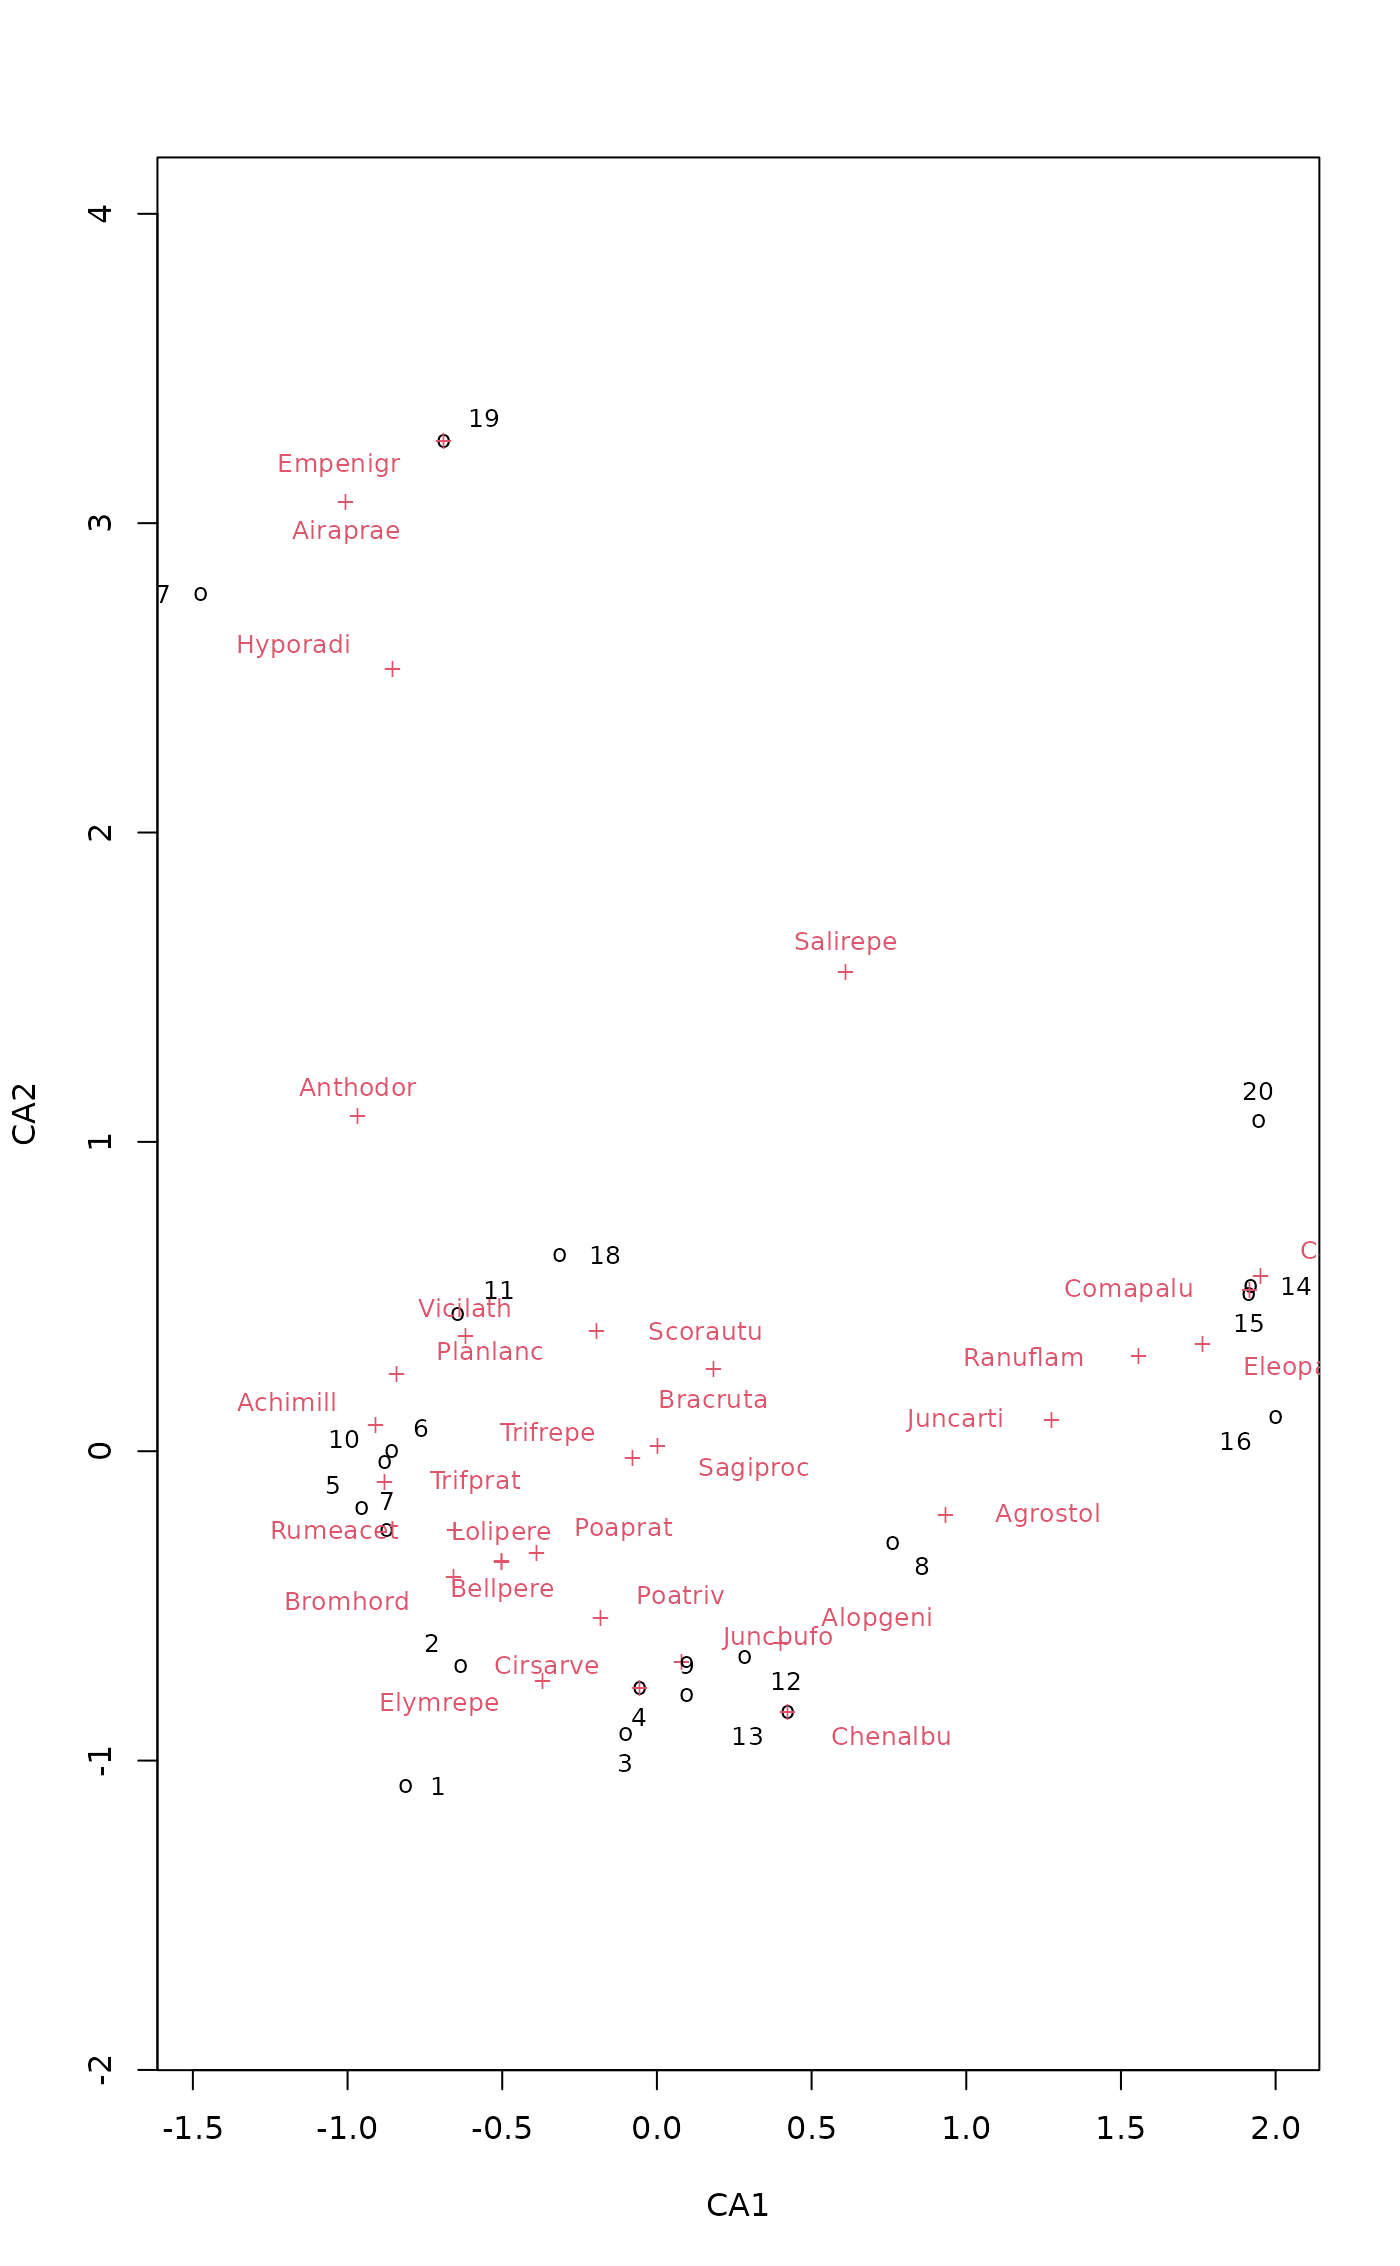 4
19
Empenigr
3
Airaprae
7
Hyporadi
2
Salirepe
Anthodor
20
CA2
1
18
C
11
Comapalu
14
Vicilath
15
Scorautu
Planlanc
Ranuflam
Eleopa
Achimill
Bracruta
Juncarti
6
Trifrepe
10
16
0
Sagiproc
Trifprat
5
7
Agrostol
Rumeacet
Lolipere
Poaprat
8
Bellpere
Poatriv
Bromhord
Alopgeni
Juncbufo
2
Cirsarve
9
12
Elymrepe
4
13
Chenalbu
-1
3
1
-2
-1.5 -1.0 -0.5 0.0 0.5 1.0 1.5 2.0
CA1